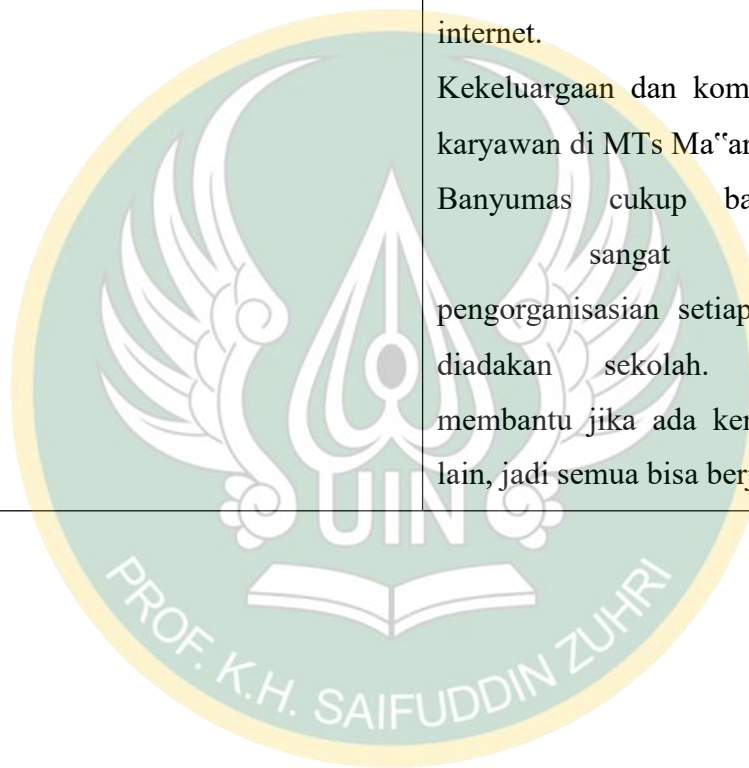 internet.
Kekeluargaan dan kom
karyawan di MTs Ma‟ar
Banyumas cukup ba
sangat
pengorganisasian setiap
diadakan sekolah.
membantu jika ada ker
lain, jadi semua bisa ber
UIN
PROF. K.H. SAIFUDDIN ZUHRI